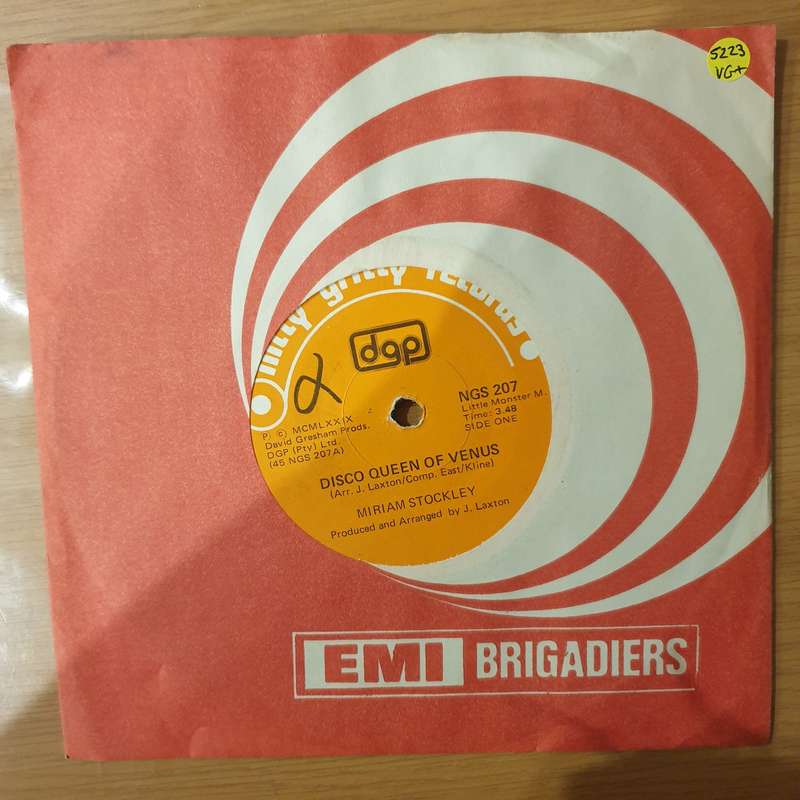 5223
VG+
nitty gritty records
dgp
α
NGS 207
Little Monster M.
Time: 3.48
SIDE ONE
P. © MCMLXXIX
David Gresham Prods.
DGP (Pty) Ltd.
(45 NGS 207A)
DISCO QUEEN OF VENUS
(Arr. J. Laxton/Comp. East/Kline)
MIRIAM STOCKLEY
Produced and Arranged by J. Laxton
EMI BRIGADIERS